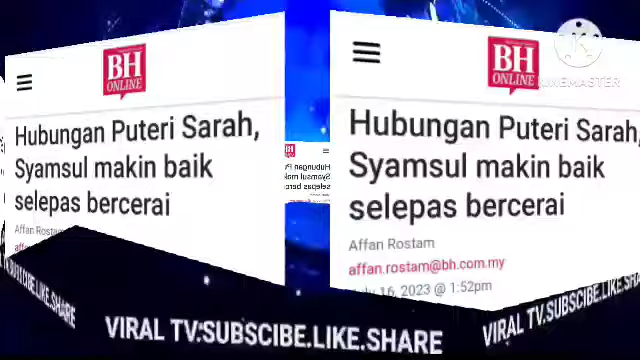 BH
ONLINE
Hubungan Puteri Sarah,
Syamsul makin baik
selepas bercerai
Affan Rostam
BH
ONLINE
Hubungan Puteri Sarah,
Syamsul makin baik
selepas bercerai
Affan Rostam
affan.rostam@bh.com.my
July 16, 2023 @ 1:52pm
KINEMASTER
SUBSCIBE.LIKE.SHARE
VIRAL TV:SUBSCIBE.LIKE.SHARE
VIRAL TV:SUBSCIBE.LIKE.SHARE